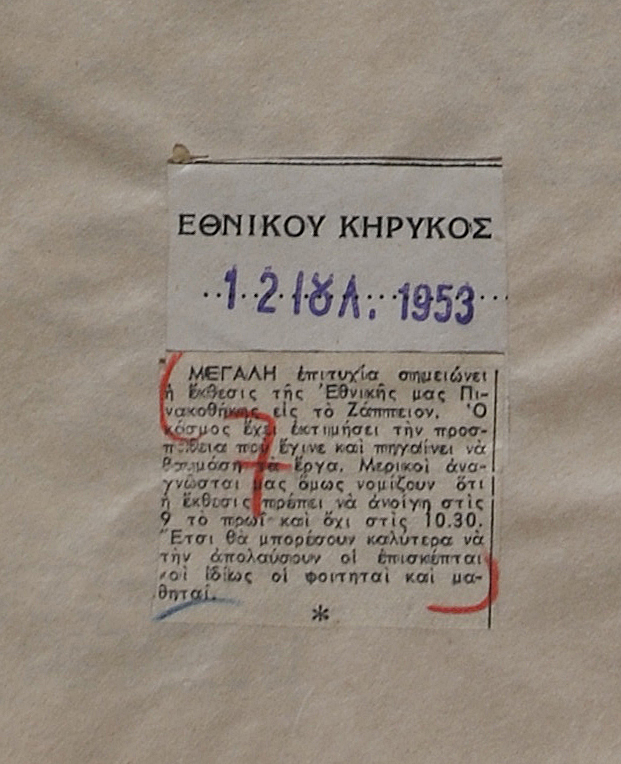 ΕΘΝΙΚΟΥ ΚΗΡΥΚΟΣ
12 ΙΟΥΛ. 1953
ΜΕΓΑΛΗ ἐπιτυχία σημειώνει
ἡ ἔκθεσις τῆς Ἐθνικῆς μας Πι-
νακοθήκης εἰς τὸ Ζάππειον. Ὁ
κόσμος ἔχει ἐκτιμήσει τὴν προσ-
πάθεια ποὺ ἔγινε καὶ πηγαίνει νὰ
θαυμάση τὰ ἔργα. Μερικοὶ ἀνα-
γνῶσται μας ὅμως νομίζουν ὅτι
ἡ ἔκθεσις πρέπει νὰ ἀνοίγη στὶς
9 τὸ πρωῒ καὶ ὄχι στὶς 10.30.
Ἔτσι θὰ μπορέσουν καλύτερα νὰ
τὴν ἀπολαύσουν οἱ ἐπισκέπται
καὶ ἰδίως οἱ φοιτηταὶ καὶ μα-
θηταί.
*
7